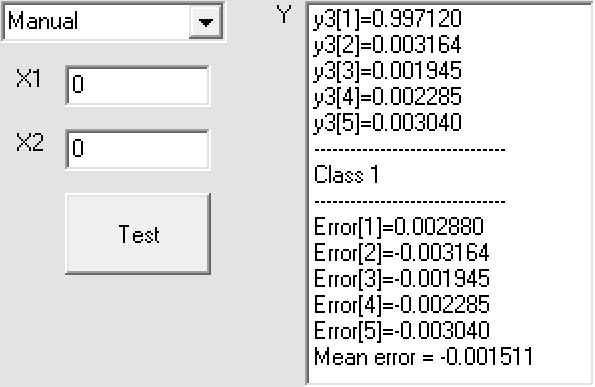 Manual
X1
0
X2
0
Test
Y
y3[1]=0.997120
y3[2]=0.003164
y3[3]=0.001945
y3[4]=0.002285
y3[5]=0.003040
-------------------------------
Class 1
-------------------------------
Error[1]=0.002880
Error[2]=-0.003164
Error[3]=-0.001945
Error[4]=-0.002285
Error[5]=-0.003040
Mean error = -0.001511